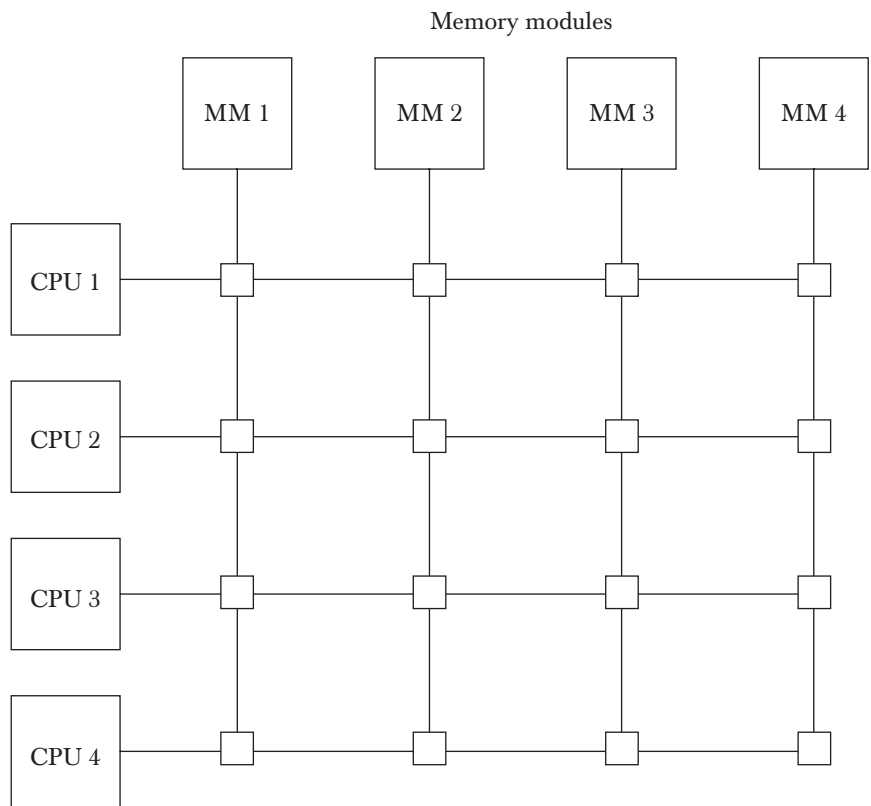 Memory modules
MM 1 MM 2 MM 3 MM 4
CPU 1
CPU 2
CPU 3
CPU 4